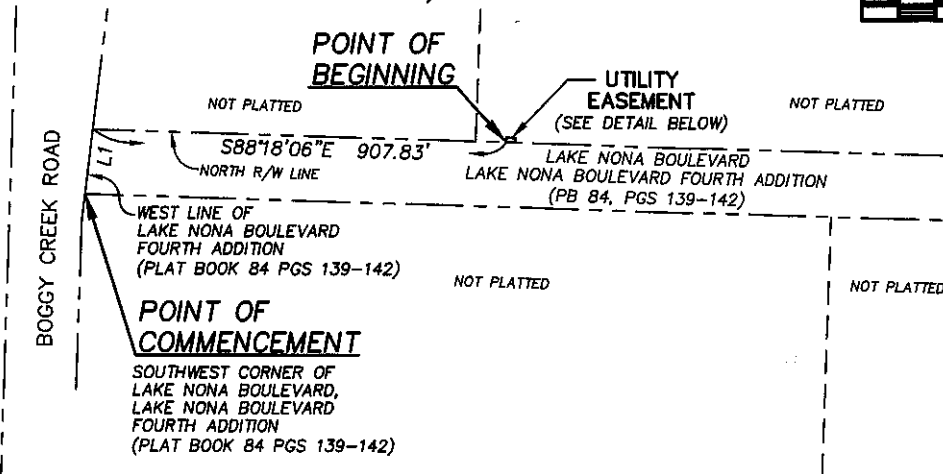 POINT OF
BEGINNING
UTILITY
EASEMENT
(SEE DETAIL BELOW)
NOT PLATTED
NOT PLATTED
S88°18'06"E 907.83'
NORTH R/W LINE
L1
LAKE NONA BOULEVARD
LAKE NONA BOULEVARD FOURTH ADDITION
(PB 84, PGS 139-142)
BOGGY CREEK ROAD
WEST LINE OF
LAKE NONA BOULEVARD
FOURTH ADDITION
(PLAT BOOK 84 PGS 139-142)
NOT PLATTED
NOT PLATTED
POINT OF
COMMENCEMENT
SOUTHWEST CORNER OF
LAKE NONA BOULEVARD,
LAKE NONA BOULEVARD
FOURTH ADDITION
(PLAT BOOK 84 PGS 139-142)